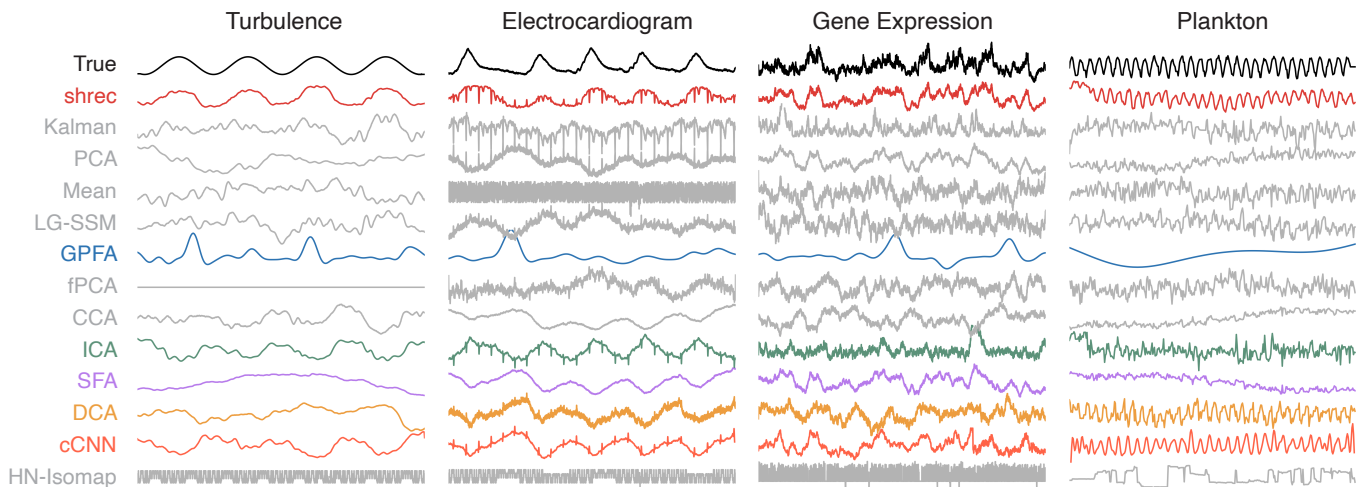 Turbulence Electrocardiogram Gene Expression Plankton
True
shrec
Kalman
PCA
Mean
LG-SSM
GPFA
fPCA
CCA
ICA
SFA
DCA
cCNN
HN-Isomap